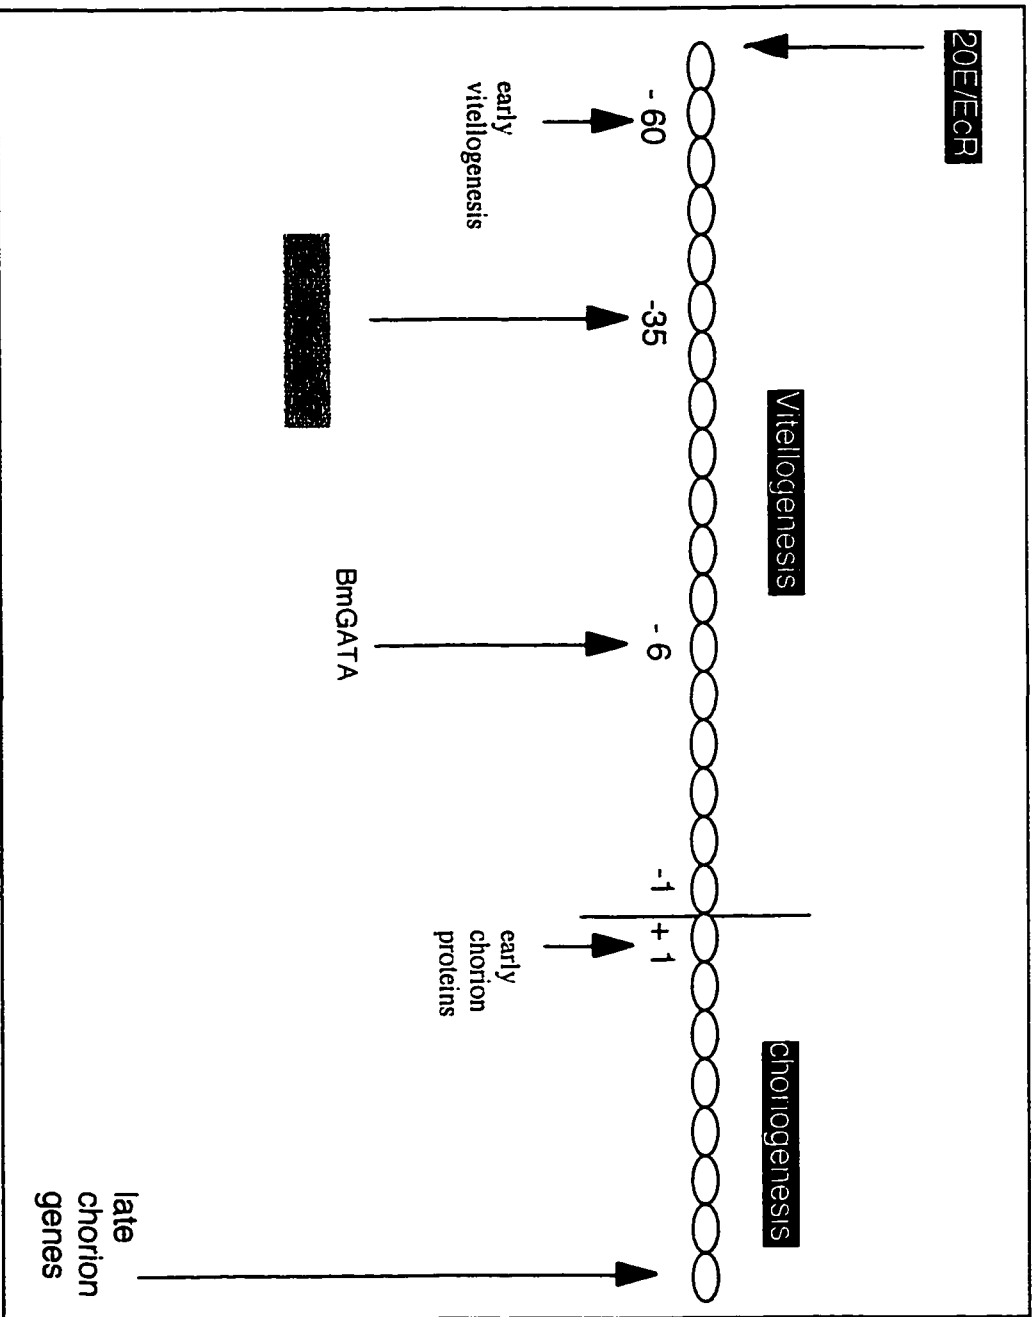 20E/EcR
Vitellogenesis
choriogenesis
- 60
-35
- 6
-1
+ 1
early
vitellogenesis
BmGATA
early
chorion
proteins
late
chorion
genes